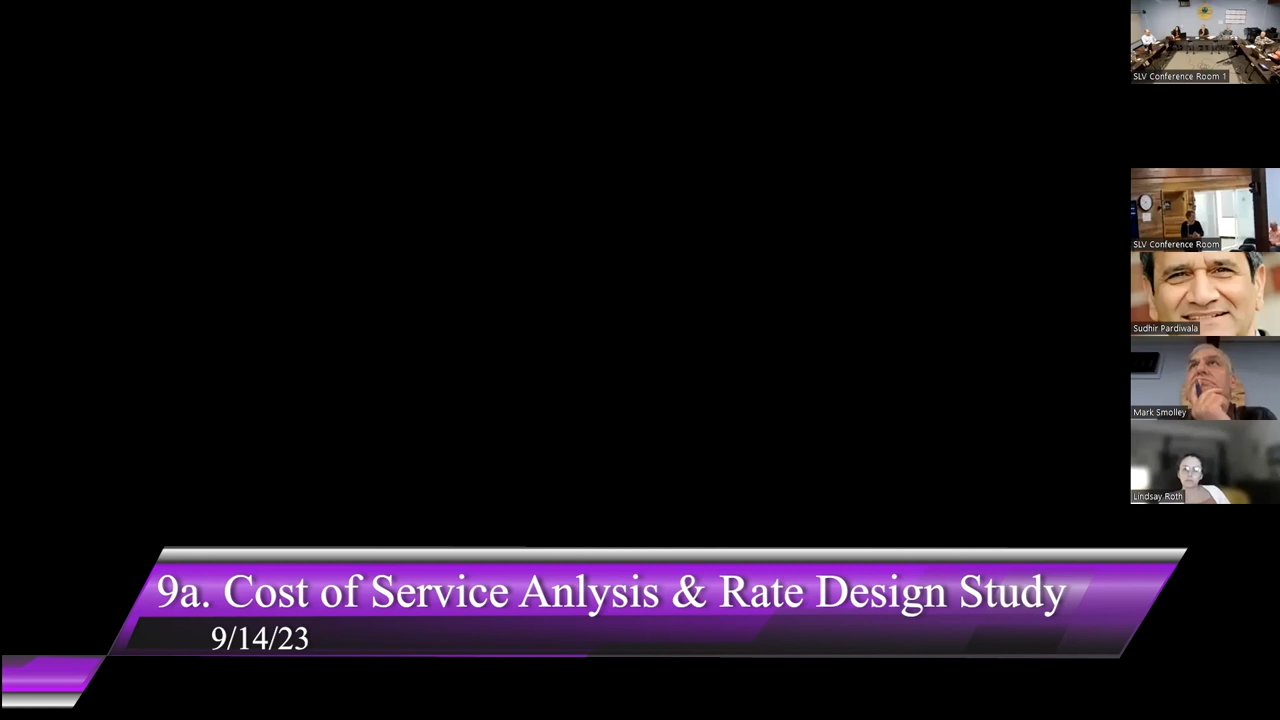 SLV Conference Room 1
SLV Conference Room
Sudhir Pardiwala
Mark Smolley
Lindsay Roth
9a. Cost of Service Anlysis & Rate Design Study
9/14/23